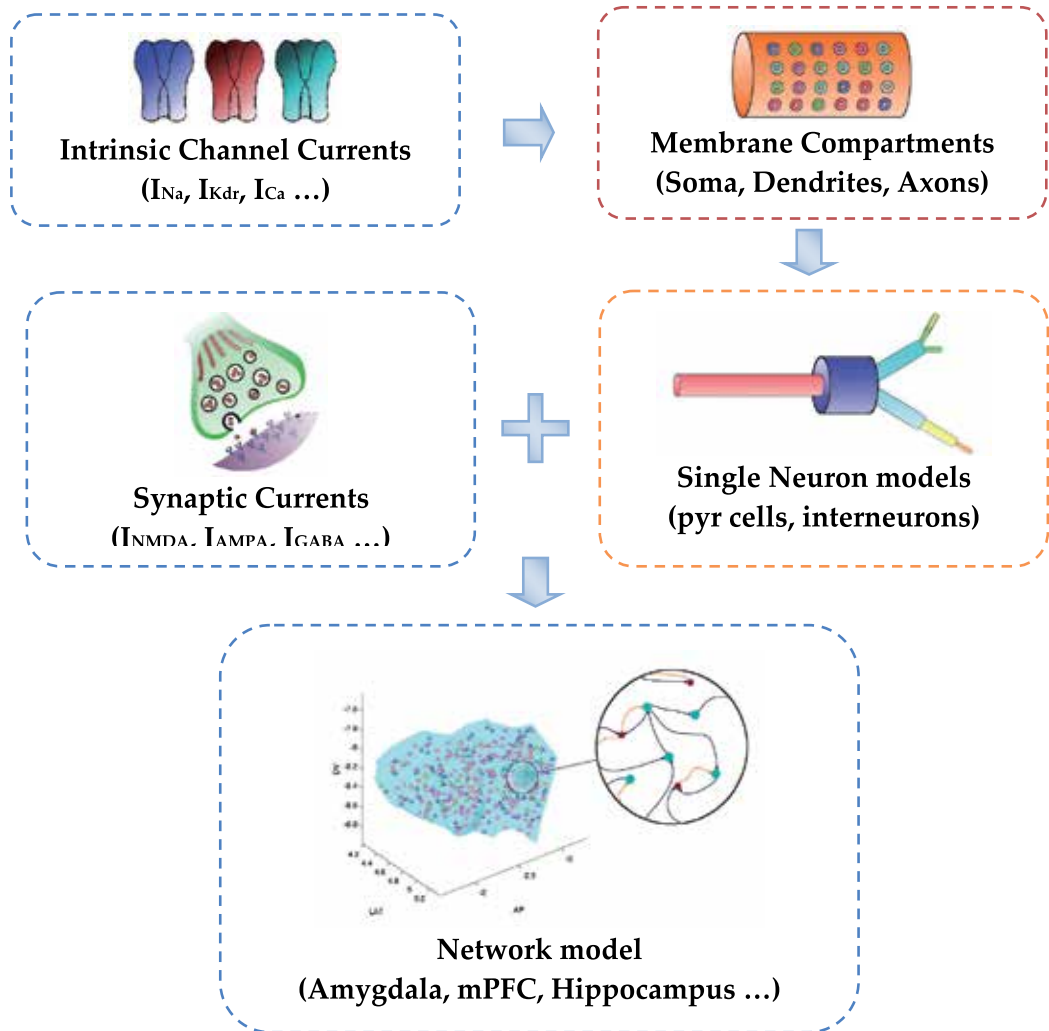 Intrinsic Channel Currents
(INa, IKdr, ICa …)
Membrane Compartments
(Soma, Dendrites, Axons)
Synaptic Currents
(INMDA, IAMPA, IGABA …)
Single Neuron models
(pyr cells, interneurons)
LAT
AP
Network model
(Amygdala, mPFC, Hippocampus …)